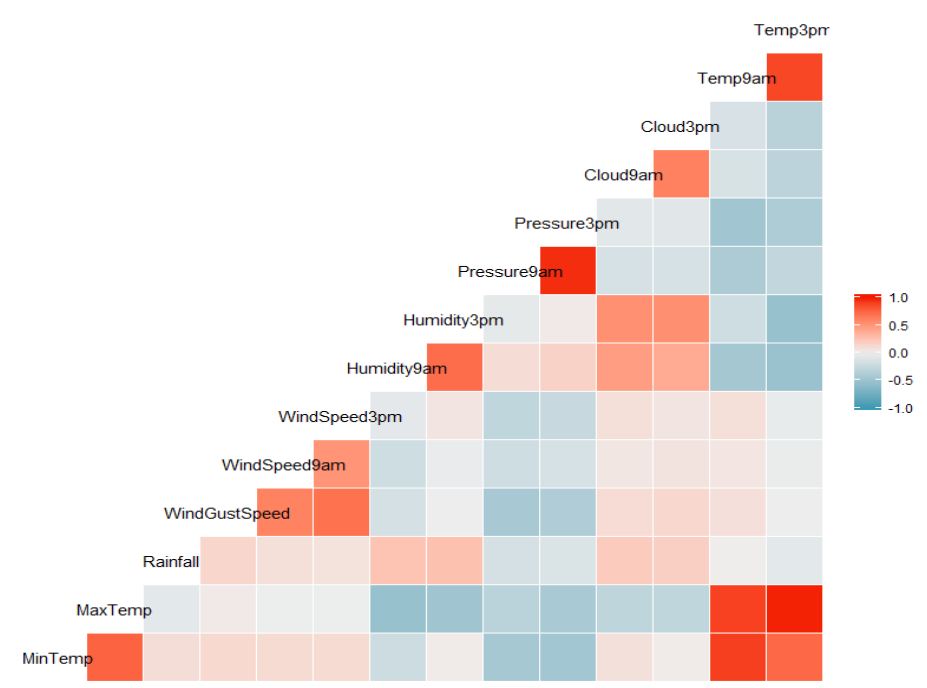 Temp3pm
Temp9am
Cloud3pm
Cloud9am
Pressure3pm
Pressure9am
1.0
Humidity3pm
0.5
0.0
Humidity9am
-0.5
-1.0
WindSpeed3pm
WindSpeed9am
WindGustSpeed
Rainfall
MaxTemp
MinTemp